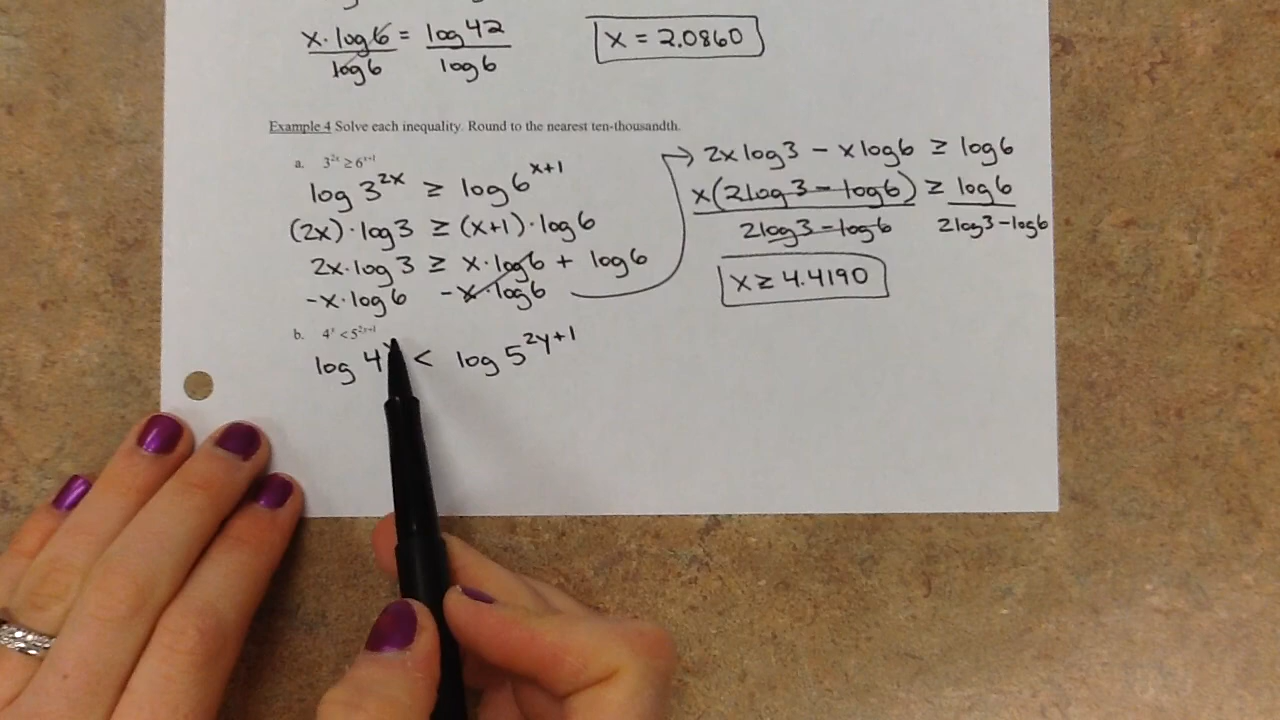 x · log6 = log42
log6 log6
x = 2.0860
Example 4 Solve each inequality. Round to the nearest ten-thousandth.
a. 3^{2x} ≥ 6^{x+1}
log 3^{2x} ≥ log 6^{x+1}
(2x) · log3 ≥ (x+1) · log6
2x · log3 ≥ x · log6 + log6
-x · log6 -x · log6
2x log3 - x log6 ≥ log6
x(2log3 - log6) ≥ log6
2log3 - log6 2log3 - log6
x ≥ 4.4190
b. 4^{y} < 5^{2y+1}
log 4^{y} < log 5^{2y+1}